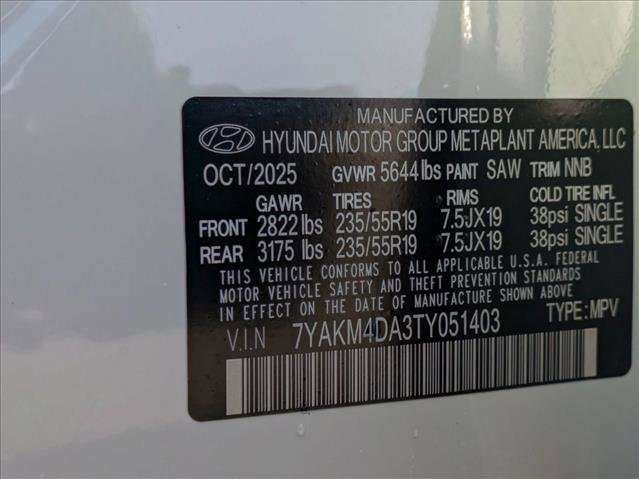 MANUFACTURED BY
HYUNDAI MOTOR GROUP METAPLANT AMERICA, LLC
OCT/2025 GVWR 5644 lbs PAINT SAW TRIM NNB
GAWR TIRES RIMS COLD TIRE INFL
FRONT 2822 lbs 235/55R19 7.5JX19 38psi SINGLE
REAR 3175 lbs 235/55R19 7.5JX19 38psi SINGLE
THIS VEHICLE CONFORMS TO ALL APPLICABLE U.S.A. FEDERAL
MOTOR VEHICLE SAFETY AND THEFT PREVENTION STANDARDS
IN EFFECT ON THE DATE OF MANUFACTURE SHOWN ABOVE.
V.I.N 7YAKM4DA3TY051403 TYPE: MPV